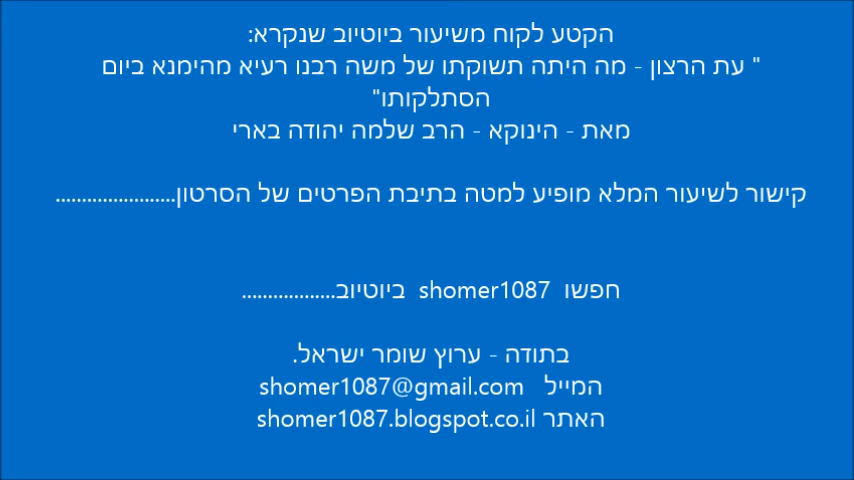 הקטע לקוח משיעור ביוטיוב שנקרא:
" עת הרצון - מה היתה תשוקתו של משה רבנו רעיא מהימנא ביום
הסתלקותו"
מאת - הינוקא - הרב שלמה יהודה בארי
קישור לשיעור המלא מופיע למטה בתיבת הפרטים של הסרטון.......................
חפשו shomer1087 ביוטיוב..................
בתודה - ערוץ שומר ישראל.
המייל shomer1087@gmail.com
האתר shomer1087.blogspot.co.il